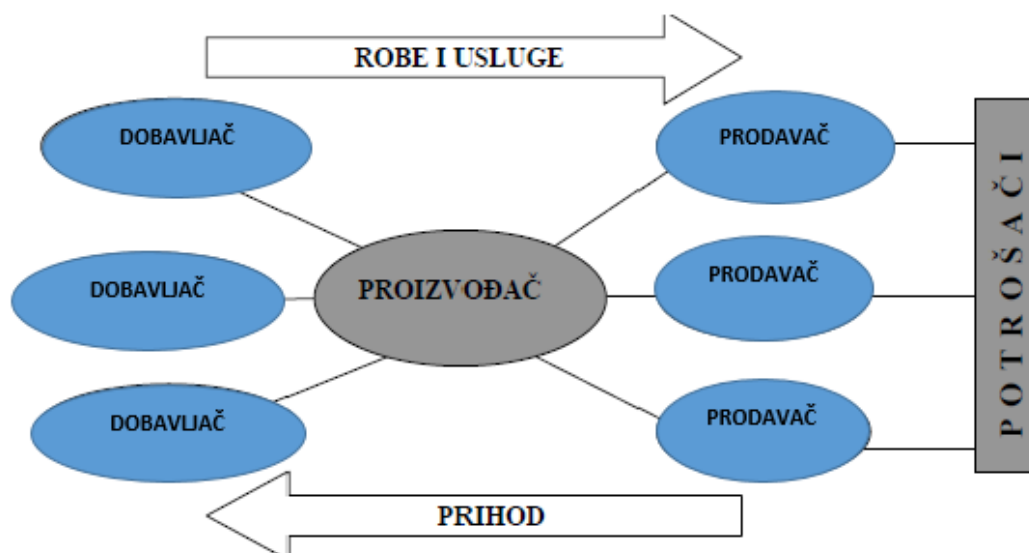 ROBE I USLUGE
DOBAVLJAČ
PRODAVAČ
DOBAVLJAČ
PROIZVOĐAČ
PRODAVAČ
DOBAVLJAČ
PRODAVAČ
POTROŠAČI
PRIHOD